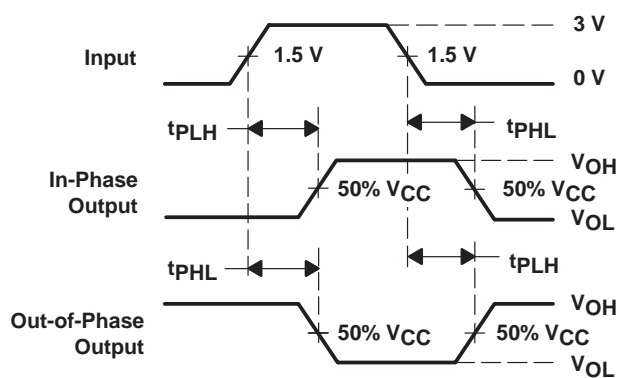 3 V
Input
1.5 V
1.5 V
0 V
tPLH
tPHL
VOH
In-Phase
Output
50% VCC
50% VCC
VOL
tPHL
tPLH
VOH
Out-of-Phase
Output
50% VCC
50% VCC
VOL